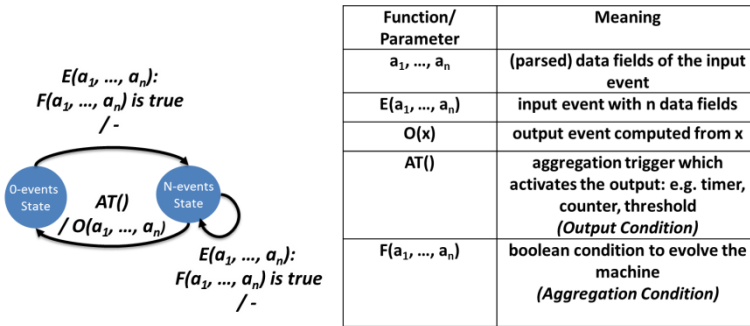 E(a₁, ..., aₙ):
F(a₁, ..., aₙ) is true
/ -
0-events
State
AT()
/ O(a₁, ..., aₙ)
N-events
State
E(a₁, ..., aₙ):
F(a₁, ..., aₙ) is true
/ -
Function/
Parameter
Meaning
a₁, ..., aₙ
(parsed) data fields of the input
event
E(a₁, ..., aₙ)
input event with n data fields
O(x)
output event computed from x
AT()
aggregation trigger which
activates the output: e.g. timer,
counter, threshold
(Output Condition)
F(a₁, ..., aₙ)
boolean condition to evolve the
machine
(Aggregation Condition)